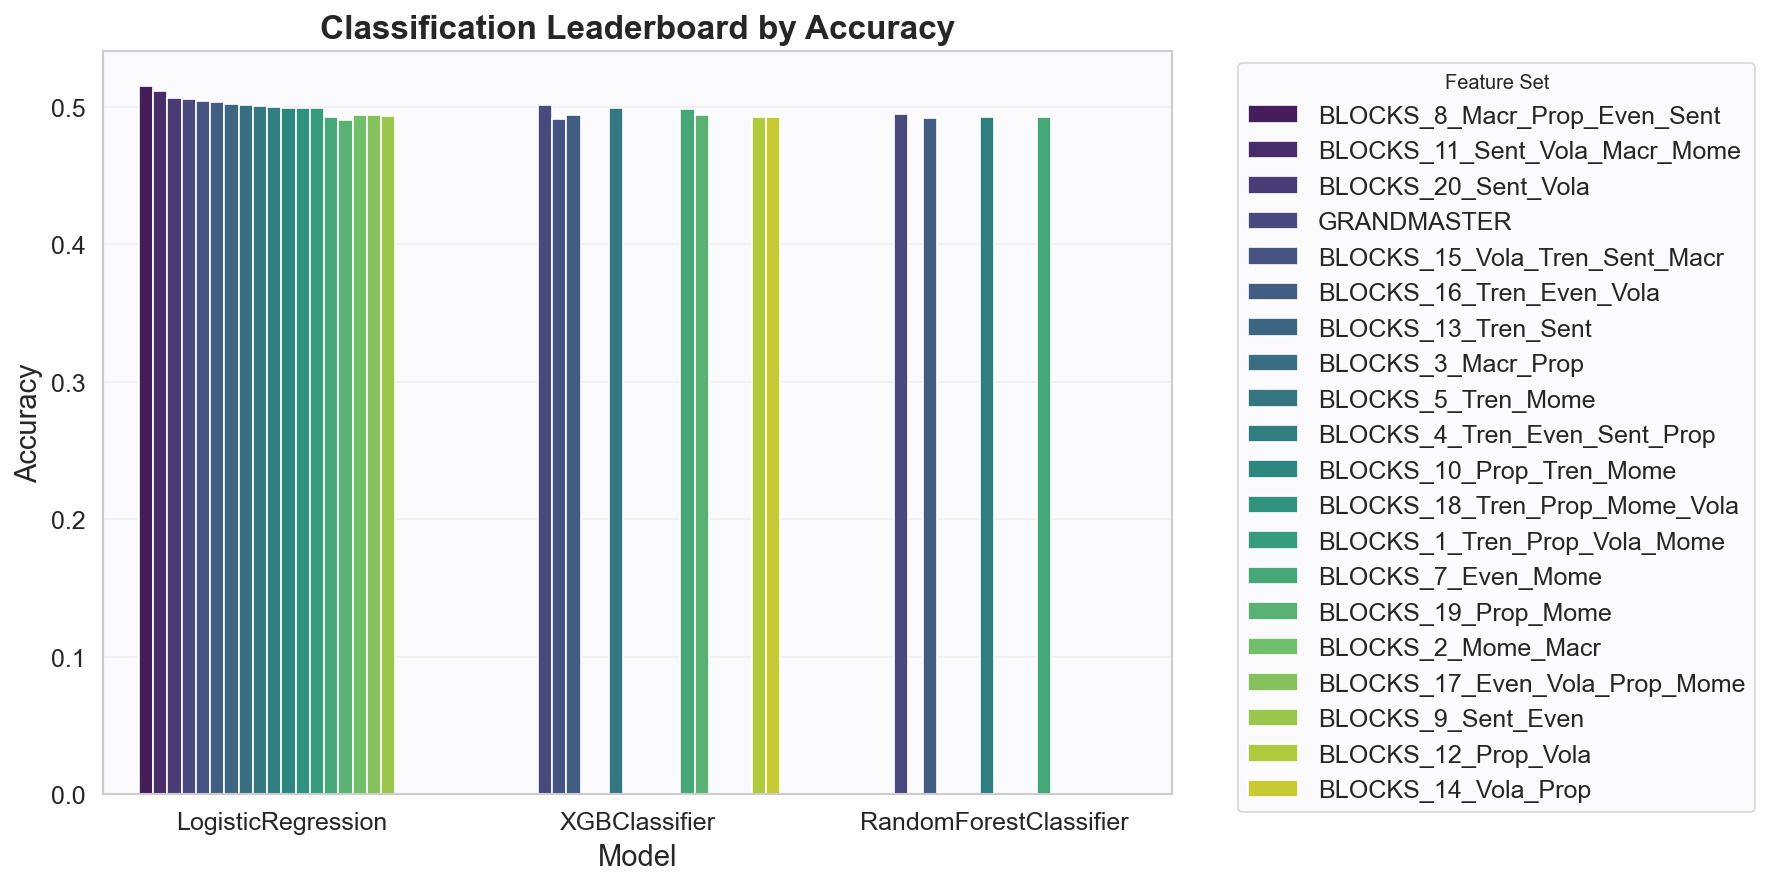 Classification Leaderboard by Accuracy
Accuracy
0.5
0.4
0.3
0.2
0.1
0.0
LogisticRegression
XGBClassifier
RandomForestClassifier
Model
Feature Set
BLOCKS_8_Macr_Prop_Even_Sent
BLOCKS_11_Sent_Vola_Macr_Mome
BLOCKS_20_Sent_Vola
GRANDMASTER
BLOCKS_15_Vola_Tren_Sent_Macr
BLOCKS_16_Tren_Even_Vola
BLOCKS_13_Tren_Sent
BLOCKS_3_Macr_Prop
BLOCKS_5_Tren_Mome
BLOCKS_4_Tren_Even_Sent_Prop
BLOCKS_10_Prop_Tren_Mome
BLOCKS_18_Tren_Prop_Mome_Vola
BLOCKS_1_Tren_Prop_Vola_Mome
BLOCKS_7_Even_Mome
BLOCKS_19_Prop_Mome
BLOCKS_2_Mome_Macr
BLOCKS_17_Even_Vola_Prop_Mome
BLOCKS_9_Sent_Even
BLOCKS_12_Prop_Vola
BLOCKS_14_Vola_Prop